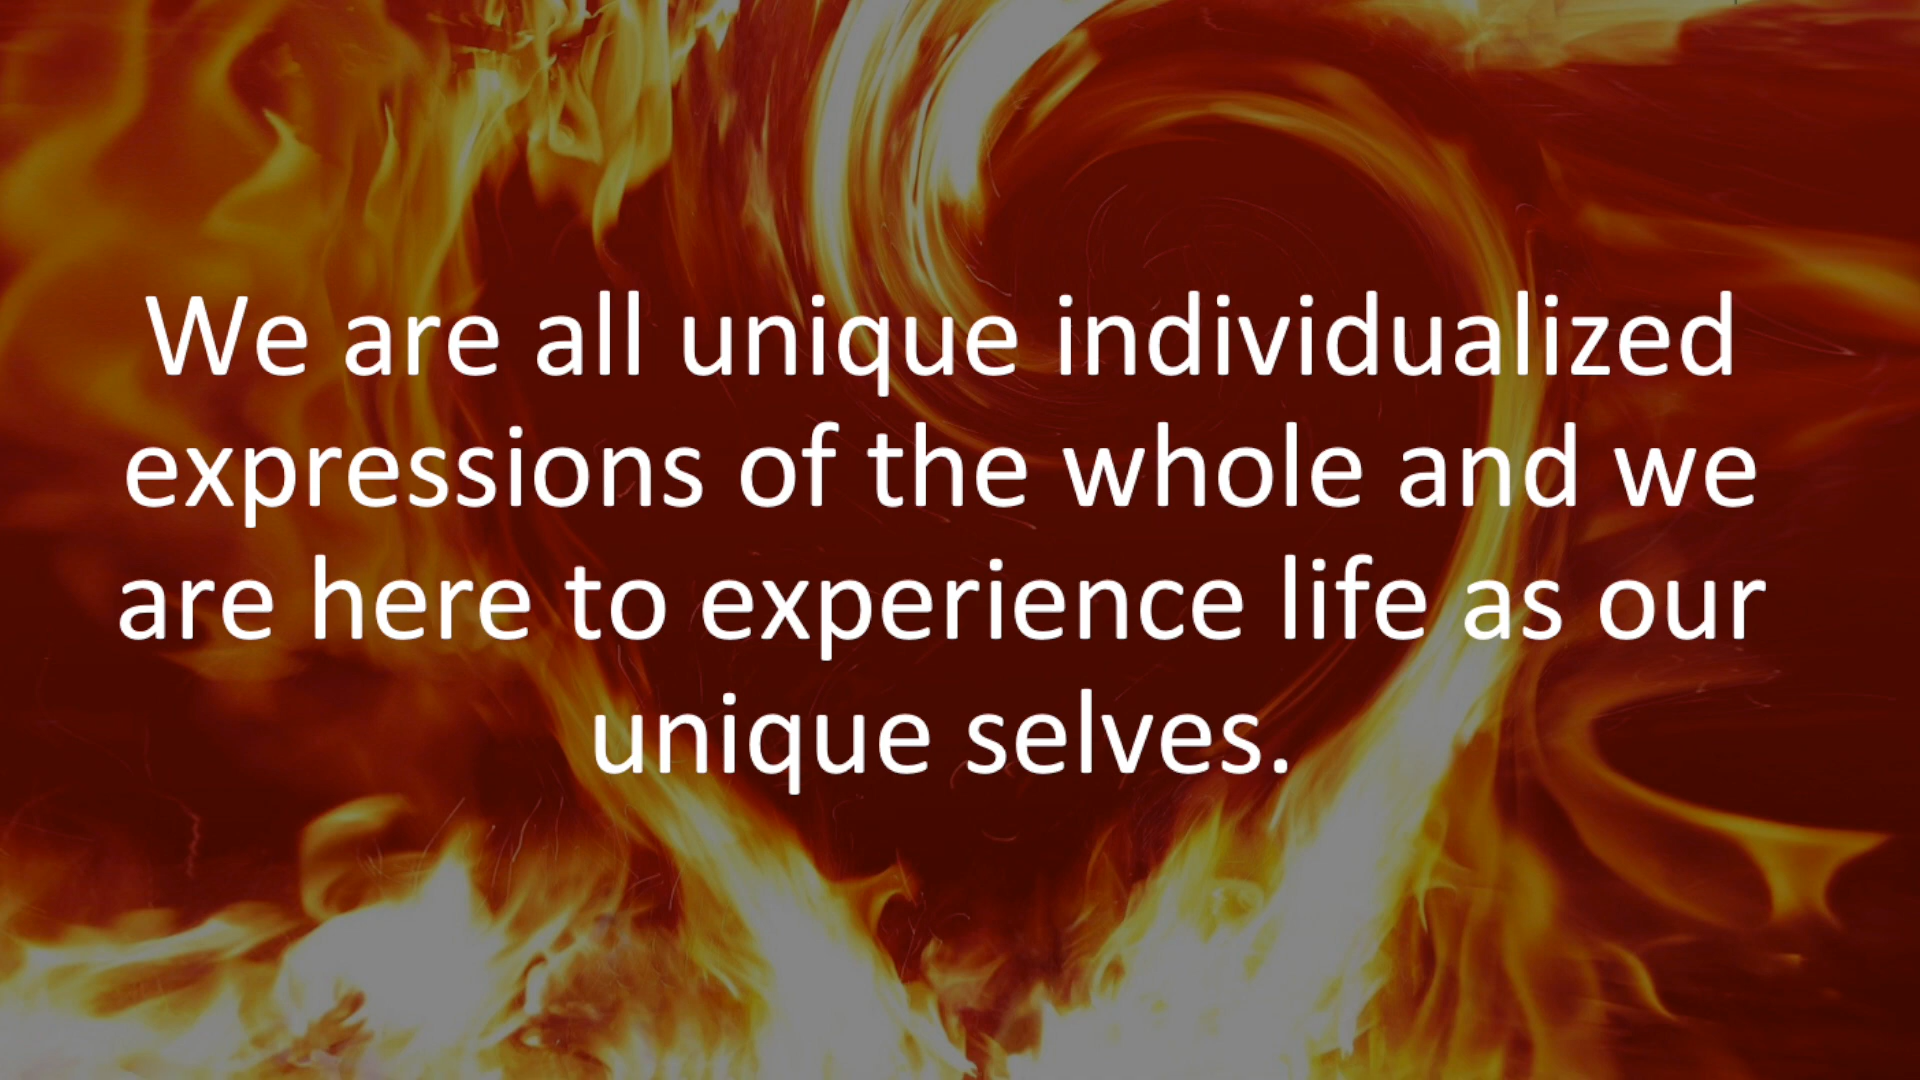 We are all unique individualized
expressions of the whole and we
are here to experience life as our
unique selves.